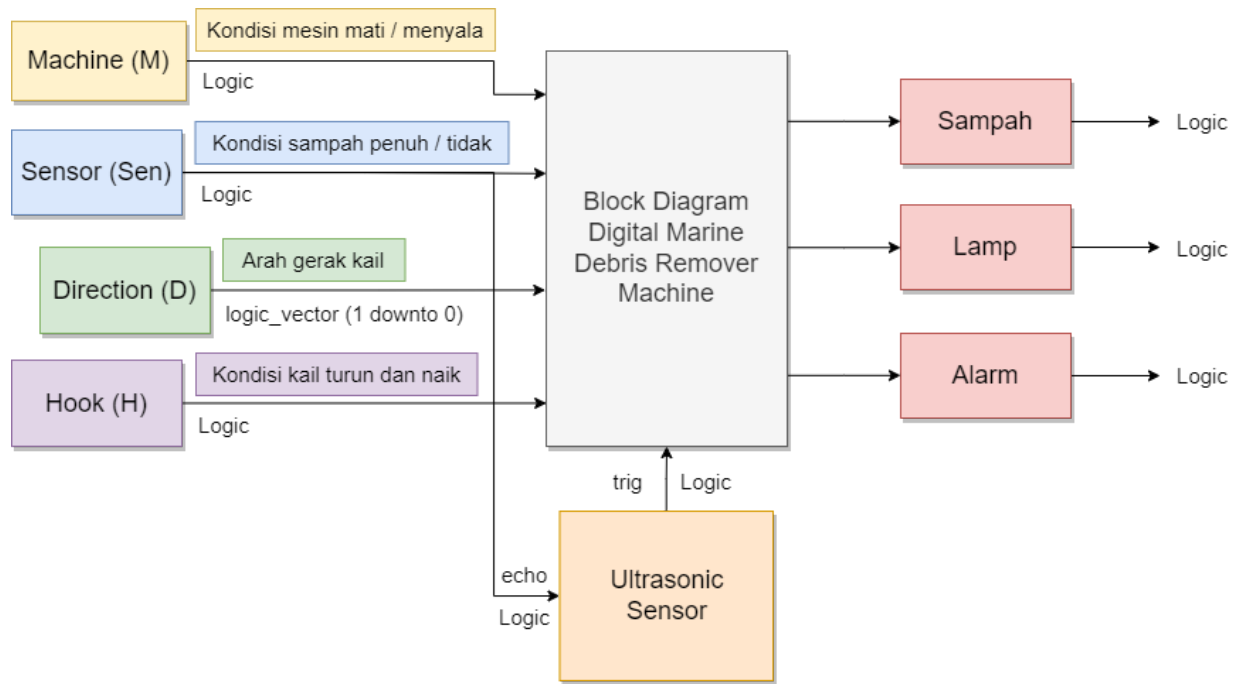 Machine (M)
Kondisi mesin mati / menyala
Logic
Sensor (Sen)
Kondisi sampah penuh / tidak
Logic
Direction (D)
Arah gerak kail
logic_vector (1 downto 0)
Hook (H)
Kondisi kail turun dan naik
Logic
Block Diagram
Digital Marine
Debris Remover
Machine
trig
Logic
echo
Logic
Ultrasonic
Sensor
Sampah
Logic
Lamp
Logic
Alarm
Logic